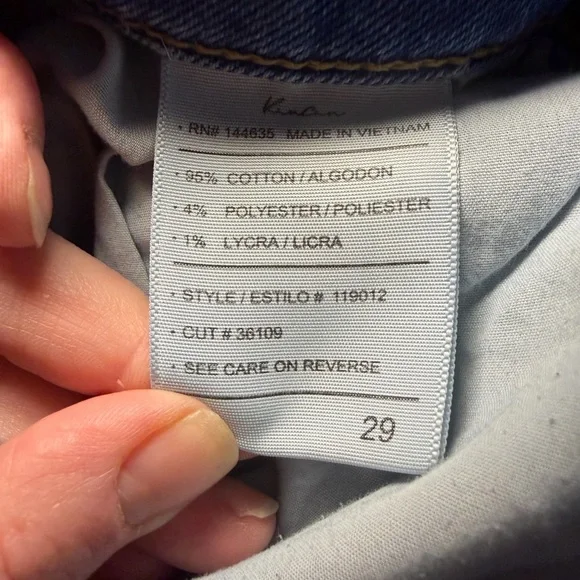 • RN# 144635 MADE IN VIETNAM
• 95% COTTON / ALGODON
• 4% POLYESTER / POLIESTER
• 1% LYCRA / LICRA
• STYLE / ESTILO # 119012
• CUT # 36109
• SEE CARE ON REVERSE
29